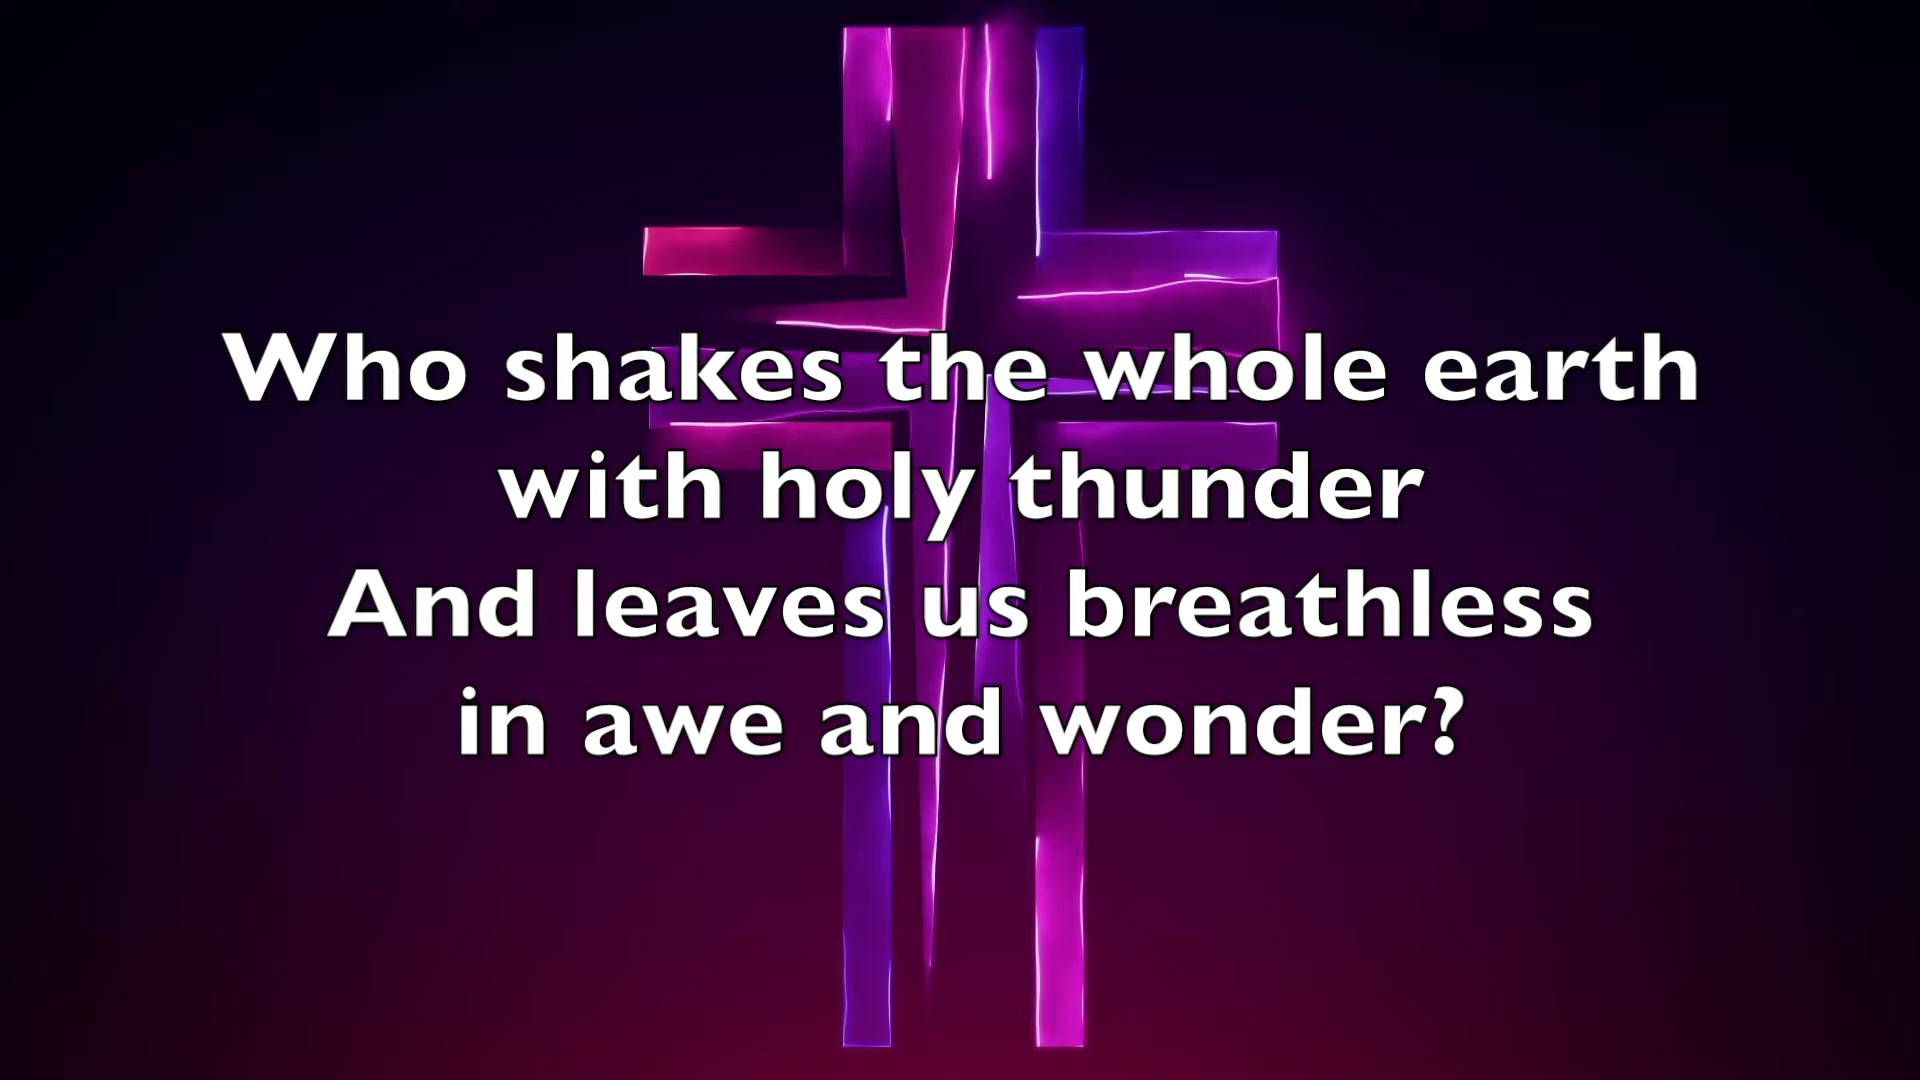 Who shakes the whole earth
with holy thunder
And leaves us breathless
in awe and wonder?